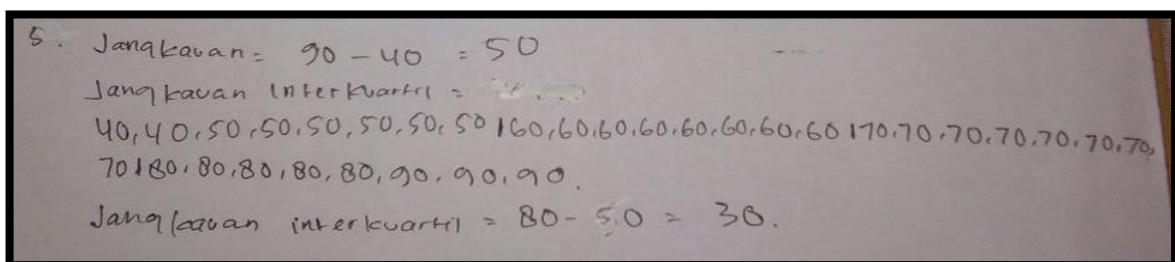 5. Jangkauan = 90 - 40 = 50
Jangkauan interkuartil =
40,40,50,50,50,50,50,50|60,60,60,60,60,60,60,60|70,70,70,70,70,70,70,
70|80,80,80,80,80,90,90,90.
Jangkauan interkuartil = 80 - 50 = 30.